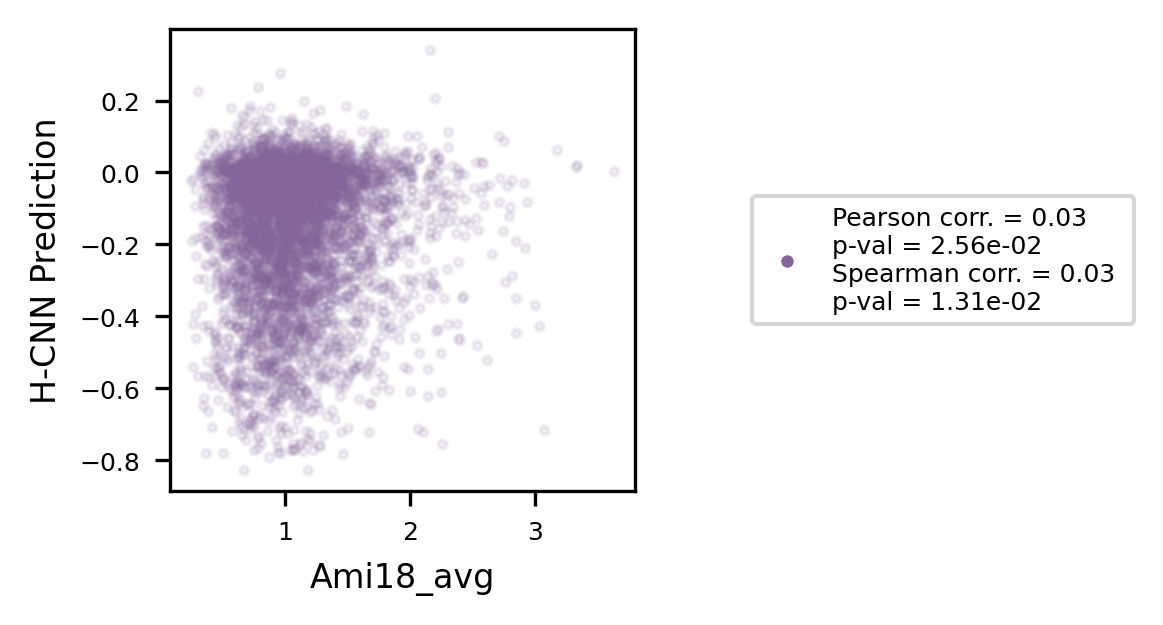 H-CNN Prediction
0.2
0.0
−0.2
−0.4
−0.6
−0.8
1
2
3
Ami18_avg
Pearson corr. = 0.03
p-val = 2.56e-02
Spearman corr. = 0.03
p-val = 1.31e-02